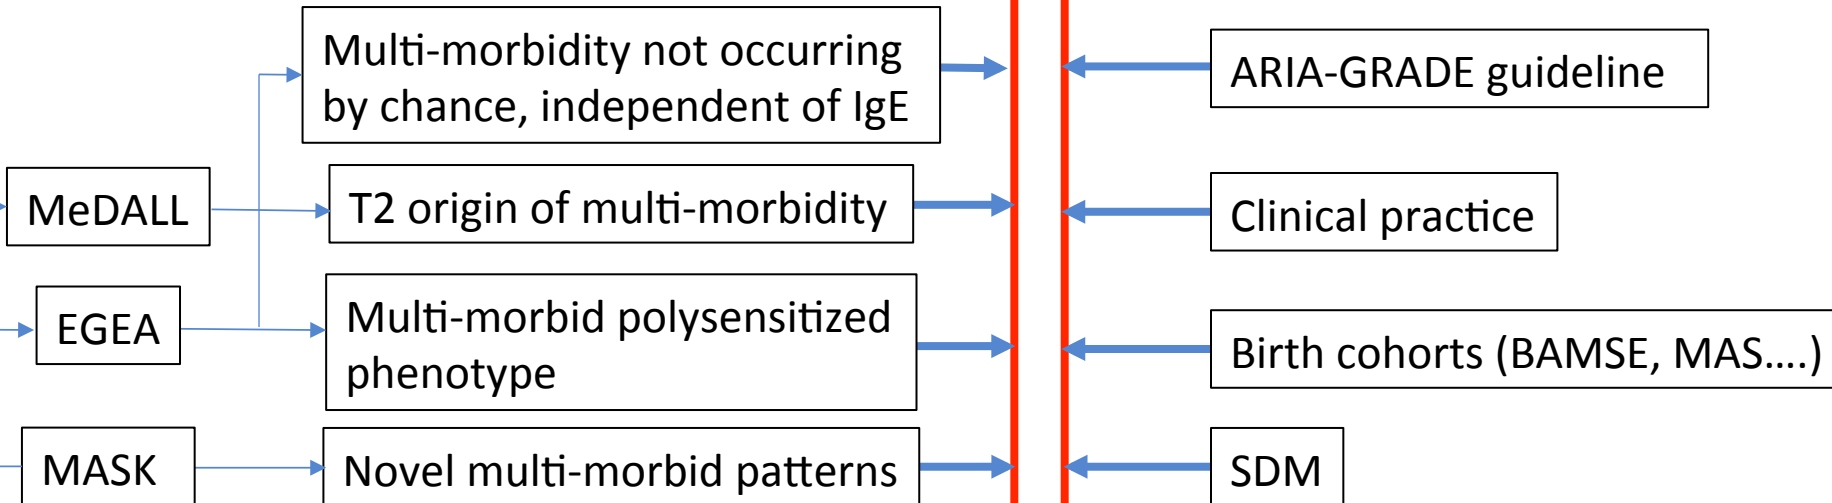 Multi-morbidity not occurring
by chance, independent of IgE
ARIA-GRADE guideline
MeDALL
T2 origin of multi-morbidity
Clinical practice
EGEA
Multi-morbid polysensitized
phenotype
Birth cohorts (BAMSE, MAS....)
MASK
Novel multi-morbid patterns
SDM